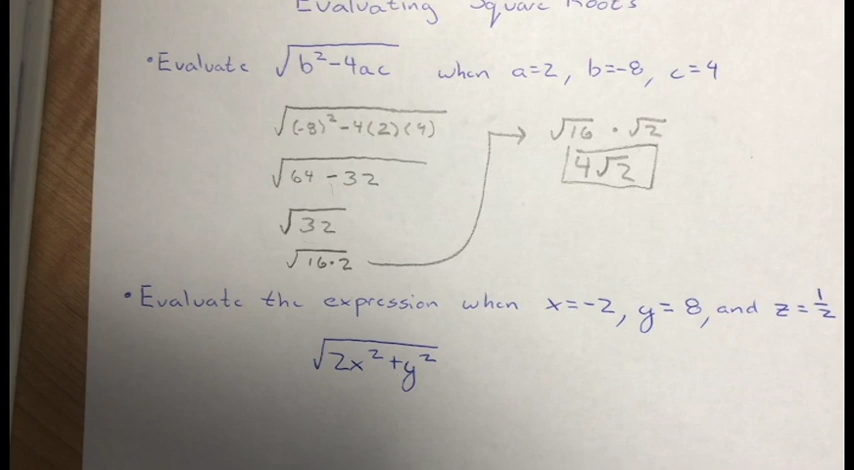 Evaluating Square Roots
• Evaluate √(b²-4ac) when a=2, b=-8, c=4
√((-8)²-4(2)(4))
√(64-32)
√32
√(16·2)
√16 · √2
4√2
• Evaluate the expression when x=-2, y=8, and z=½
√(2x²+y²)